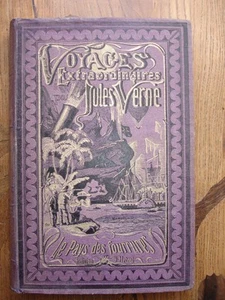 VOYAGES
Extraordinaires
Jules Verne
Le Pays des fourrures